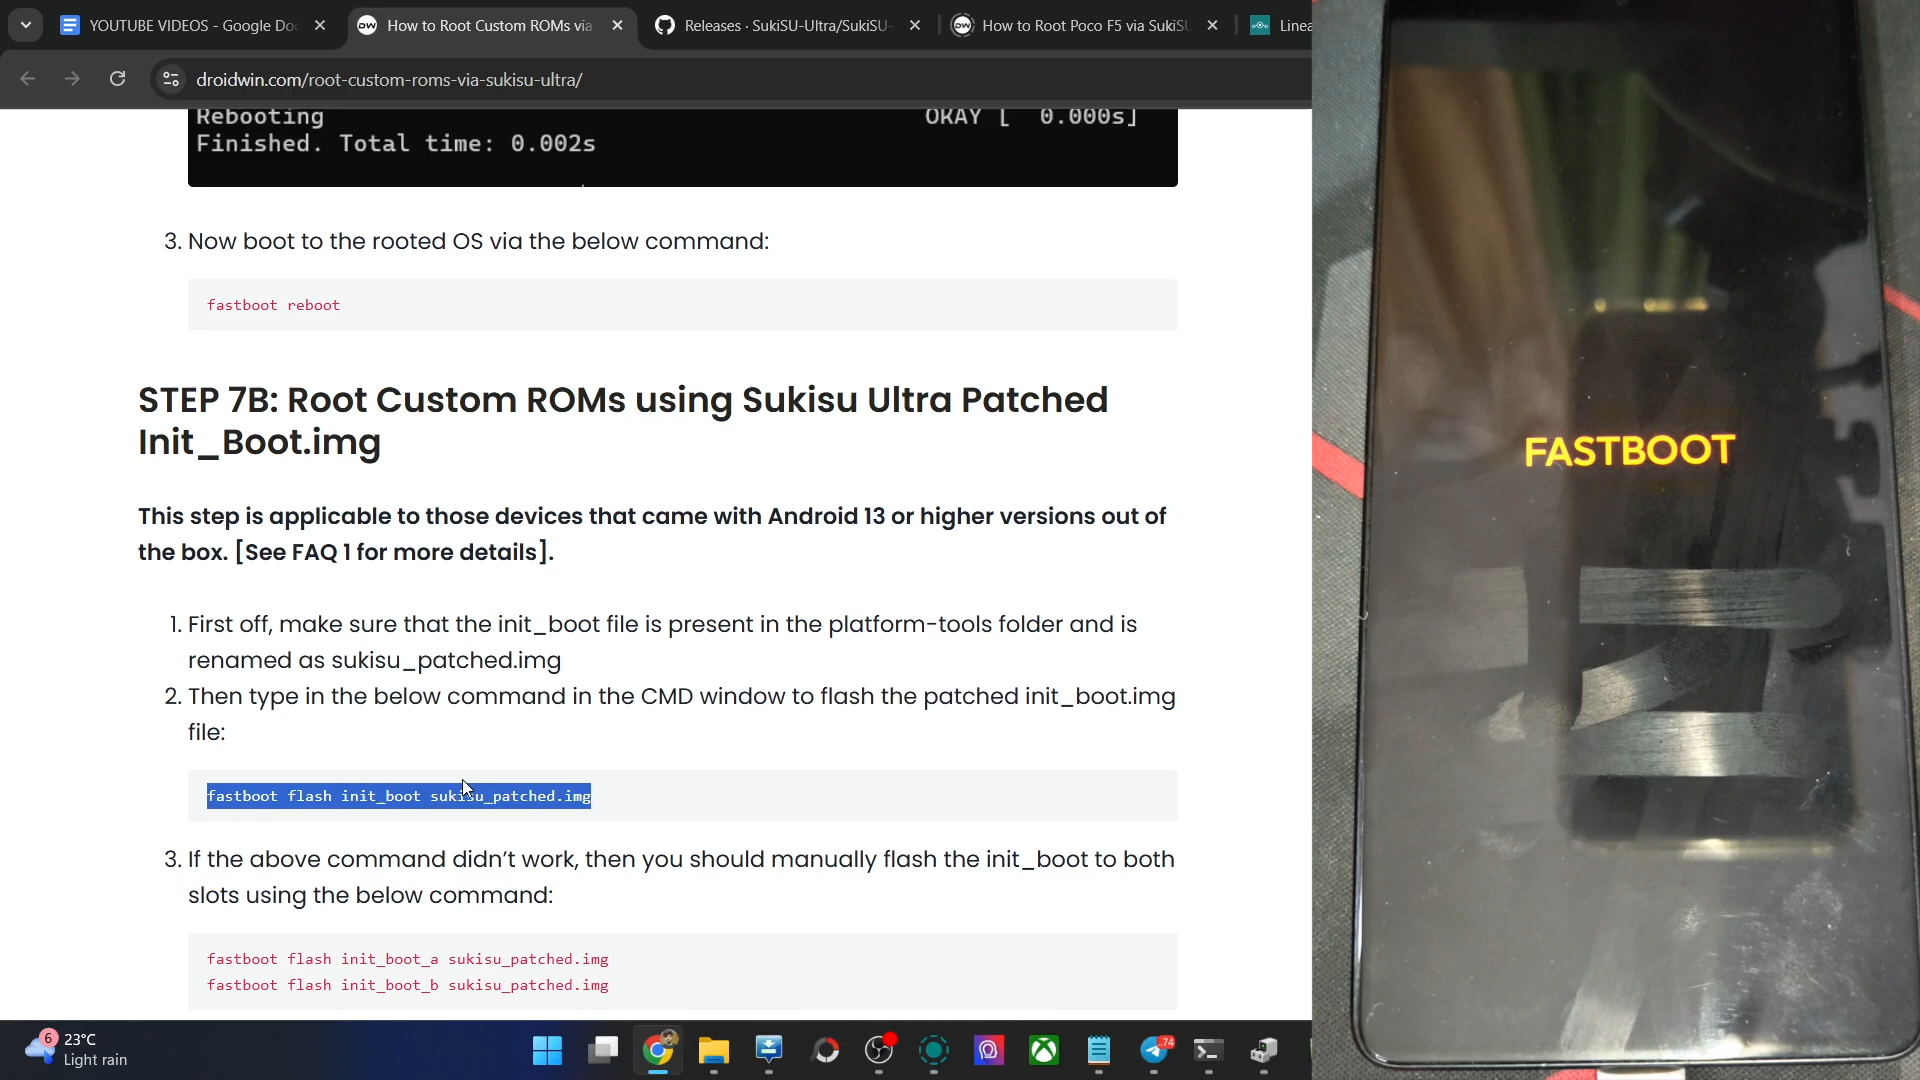 YOUTUBE VIDEOS - Google Do
How to Root Custom ROMs via
Releases · SukiSU-Ultra/SukiSU-
How to Root Poco F5 via SukiS
Linea
droidwin.com/root-custom-roms-via-sukisu-ultra/
Rebooting OKAY [ 0.000s]
Finished. Total time: 0.002s
3. Now boot to the rooted OS via the below command:
fastboot reboot
STEP 7B: Root Custom ROMs using Sukisu Ultra Patched
Init_Boot.img
This step is applicable to those devices that came with Android 13 or higher versions out of
the box. [See FAQ 1 for more details].
1. First off, make sure that the init_boot file is present in the platform-tools folder and is
renamed as sukisu_patched.img
2. Then type in the below command in the CMD window to flash the patched init_boot.img
file:
fastboot flash init_boot sukisu_patched.img
3. If the above command didn't work, then you should manually flash the init_boot to both
slots using the below command:
fastboot flash init_boot_a sukisu_patched.img
fastboot flash init_boot_b sukisu_patched.img
FASTBOOT
6
23°C
Light rain
74